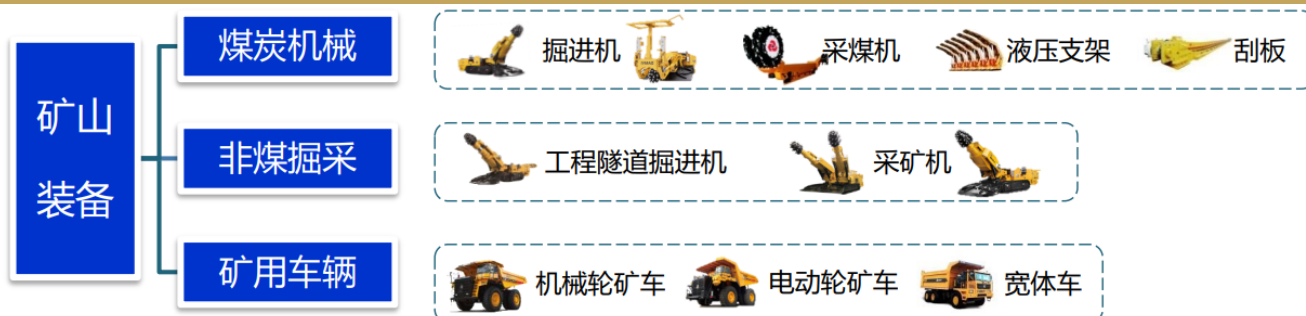 矿山
装备
煤炭机械
掘进机 采煤机 液压支架 刮板
非煤掘采
工程隧道掘进机 采矿机
矿用车辆
机械轮矿车 电动轮矿车 宽体车